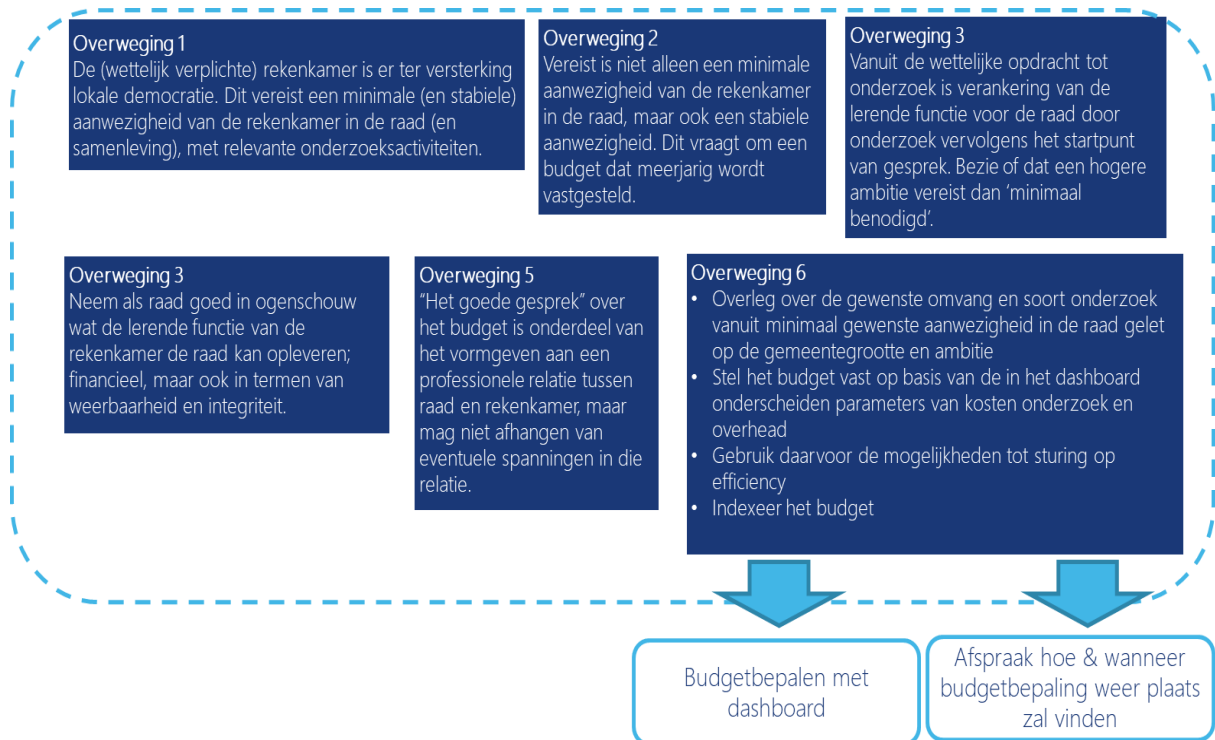 Overweging 1
De (wettelijk verplichte) rekenkamer is er ter versterking
lokale democratie. Dit vereist een minimale (en stabiele)
aanwezigheid van de rekenkamer in de raad (en
samenleving), met relevante onderzoeksactiviteiten.
Overweging 2
Vereist is niet alleen een minimale
aanwezigheid van de rekenkamer
in de raad, maar ook een stabiele
aanwezigheid. Dit vraagt om een
budget dat meerjarig wordt
vastgesteld.
Overweging 3
Vanuit de wettelijke opdracht tot
onderzoek is verankering van de
lerende functie voor de raad door
onderzoek vervolgens het startpunt
van gesprek. Bezie of dat een hogere
ambitie vereist dan ‘minimaal
benodigd’.
Overweging 3
Neem als raad goed in ogenschouw
wat de lerende functie van de
rekenkamer de raad kan opleveren;
financieel, maar ook in termen van
weerbaarheid en integriteit.
Overweging 5
“Het goede gesprek” over
het budget is onderdeel van
het vormgeven aan een
professionele relatie tussen
raad en rekenkamer, maar
mag niet afhangen van
eventuele spanningen in die
relatie.
Overweging 6
• Overleg over de gewenste omvang en soort onderzoek
vanuit minimaal gewenste aanwezigheid in de raad gelet
op de gemeentegrootte en ambitie
• Stel het budget vast op basis van de in het dashboard
onderscheiden parameters van kosten onderzoek en
overhead
• Gebruik daarvoor de mogelijkheden tot sturing op
efficiency
• Indexeer het budget
Budgetbepalen met
dashboard
Afspraak hoe & wanneer
budgetbepaling weer plaats
zal vinden